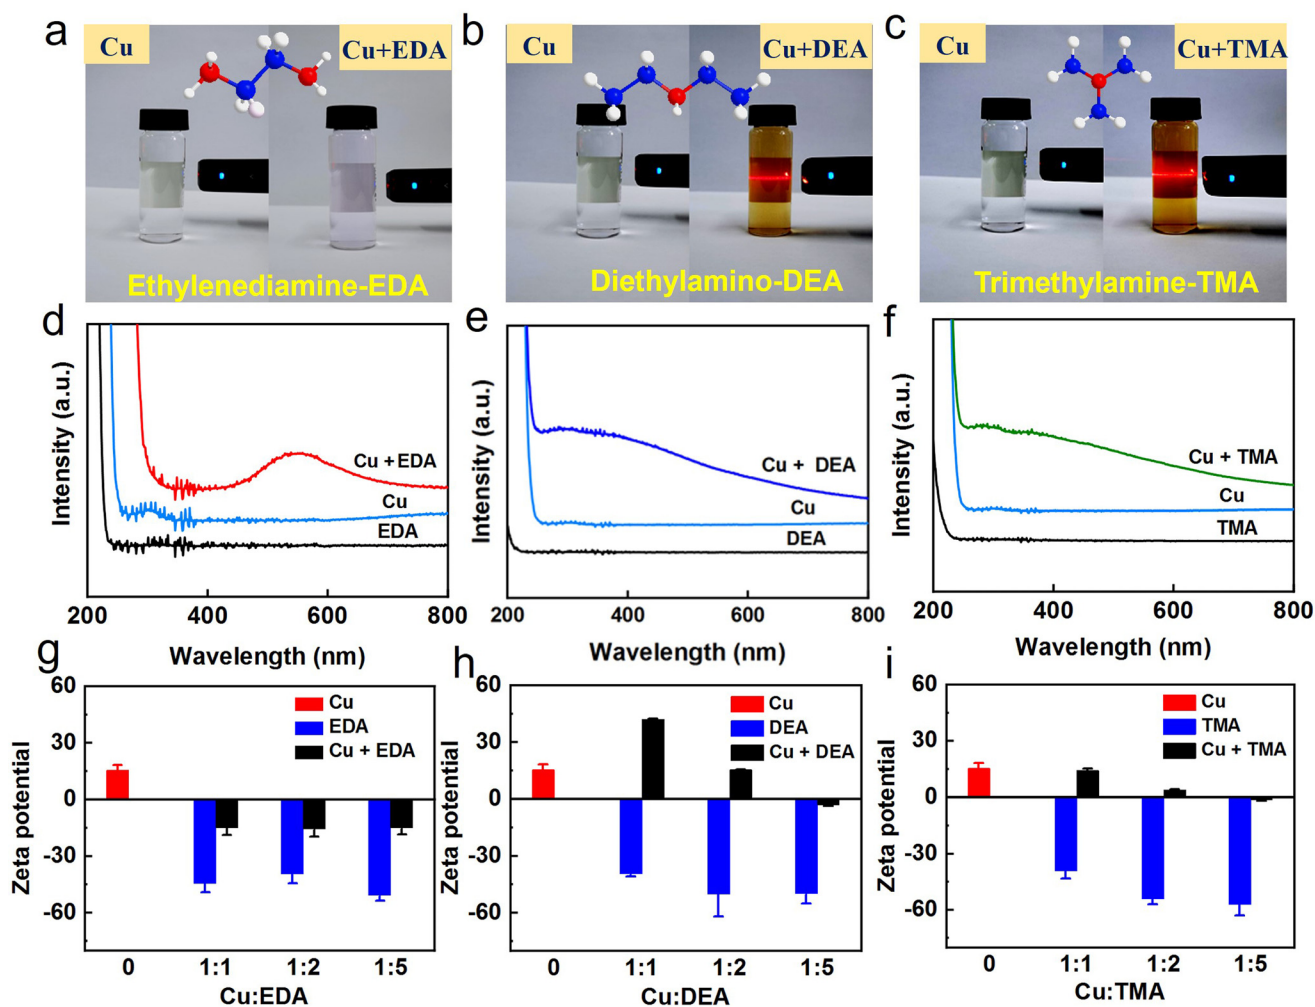 a
Cu
Cu+EDA
Ethylenediamine-EDA
b
Cu
Cu+DEA
Diethylamino-DEA
c
Cu
Cu+TMA
Trimethylamine-TMA
d
Intensity (a.u.)
Cu +EDA
Cu
EDA
200 400 600 800
Wavelength (nm)
e
Intensity (a.u.)
Cu + DEA
Cu
DEA
200 400 600 800
Wavelength (nm)
f
Intensity (a.u.)
Cu + TMA
Cu
TMA
200 400 600 800
Wavelength (nm)
g
Zeta potential
60
30
0
-30
-60
Cu
EDA
Cu + EDA
0 1:1 1:2 1:5
Cu:EDA
h
Zeta potential
60
30
0
-30
-60
Cu
DEA
Cu + DEA
0 1:1 1:2 1:5
Cu:DEA
i
Zeta potential
60
30
0
-30
-60
Cu
TMA
Cu + TMA
0 1:1 1:2 1:5
Cu:TMA